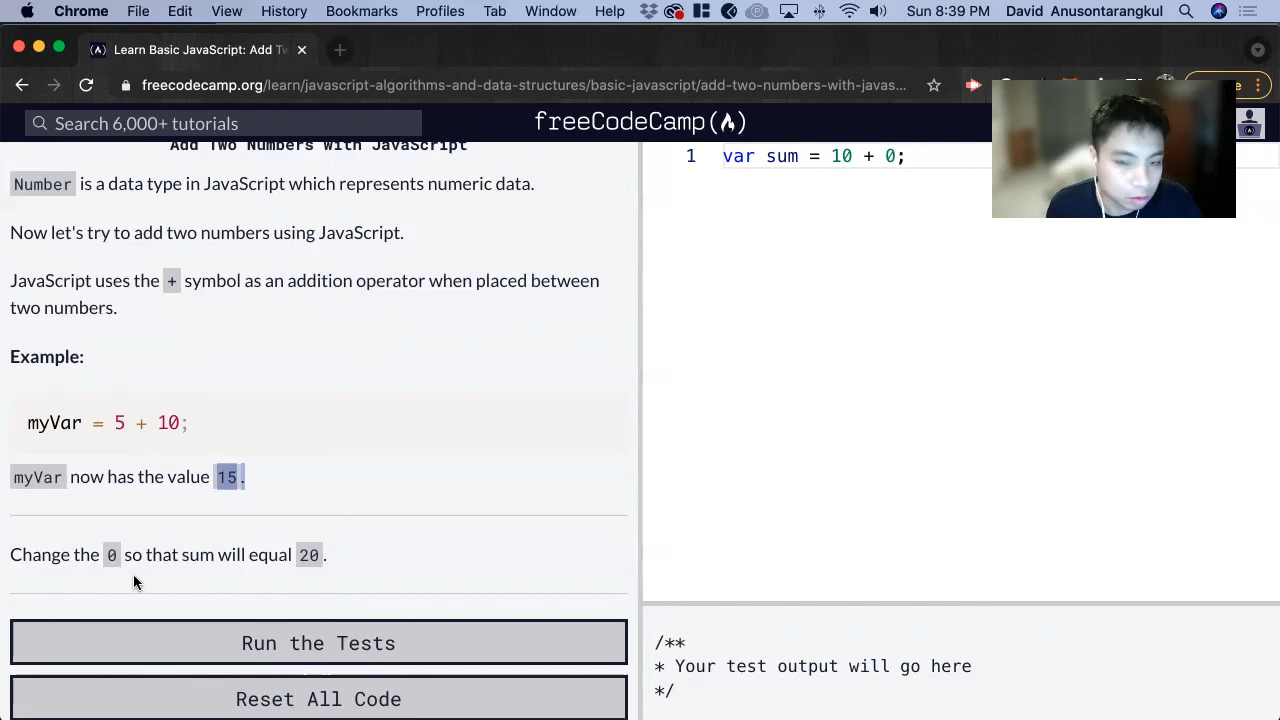 Chrome File Edit View History Bookmarks Profiles Tab Window Help Sun 8:39 PM David Anusontarangkul
Learn Basic JavaScript: Add Tw
freecodecamp.org/learn/javascript-algorithms-and-data-structures/basic-javascript/add-two-numbers-with-javas...
Search 6,000+ tutorials
freeCodeCamp
Add Two Numbers with JavaScript
Number is a data type in JavaScript which represents numeric data.
Now let's try to add two numbers using JavaScript.
JavaScript uses the + symbol as an addition operator when placed between
two numbers.
Example:
myVar = 5 + 10;
myVar now has the value 15.
Change the 0 so that sum will equal 20.
Run the Tests
Reset All Code
1 var sum = 10 + 0;
/**
* Your test output will go here
*/